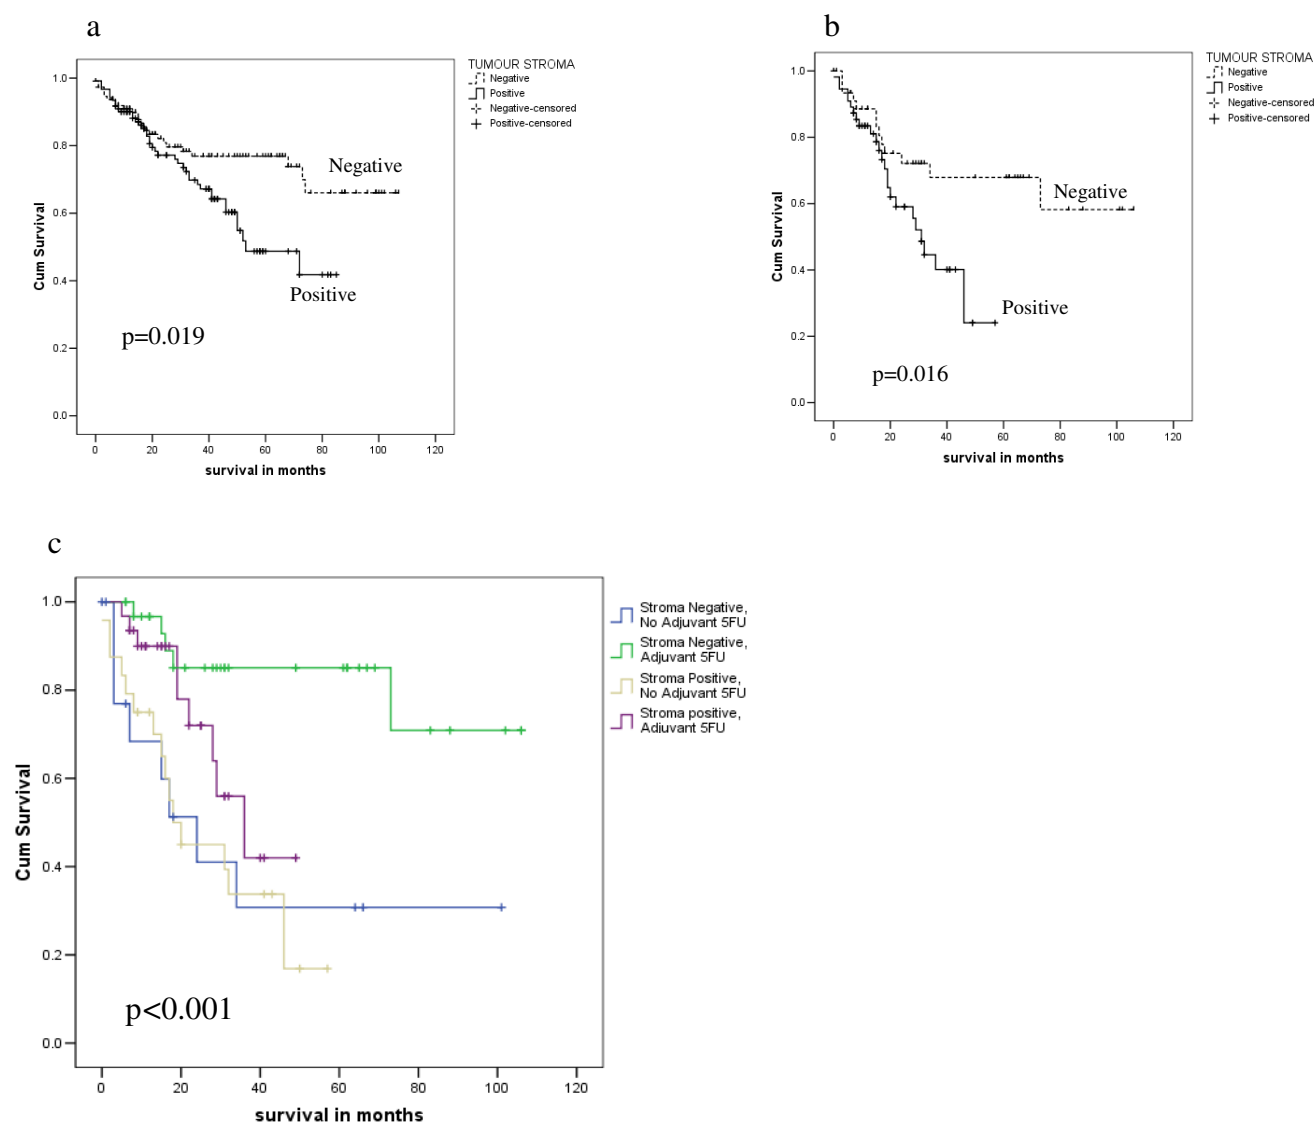 a
1.0
0.8
0.6
0.4
0.2
0.0
Cum Survival
0 20 40 60 80 100 120
survival in months
TUMOUR STROMA
Negative
Positive
Negative-censored
Positive-censored
Negative
Positive
p=0.019
b
1.0
0.8
0.6
0.4
0.2
0.0
Cum Survival
0 20 40 60 80 100 120
survival in months
TUMOUR STROMA
Negative
Positive
Negative-censored
Positive-censored
Negative
Positive
p=0.016
c
1.0
0.8
0.6
0.4
0.2
0.0
Cum Survival
0 20 40 60 80 100 120
survival in months
Stroma Negative,
No Adjuvant 5FU
Stroma Negative,
Adjuvant 5FU
Stroma Positive,
No Adjuvant 5FU
Stroma positive,
Adjuvant 5FU
p<0.001